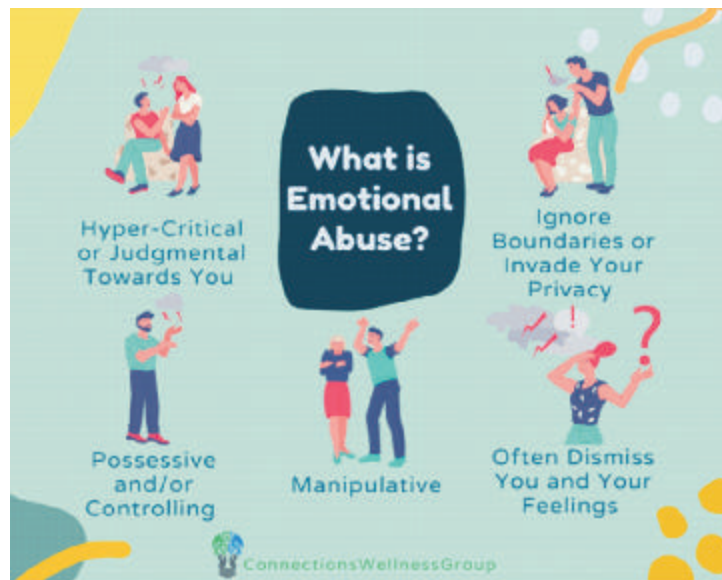 What is
Emotional
Abuse?
Hyper-Critical
or Judgmental
Towards You
Ignore
Boundaries or
Invade Your
Privacy
Possessive
and/or
Controlling
Manipulative
Often Dismiss
You and Your
Feelings
ConnectionsWellnessGroup